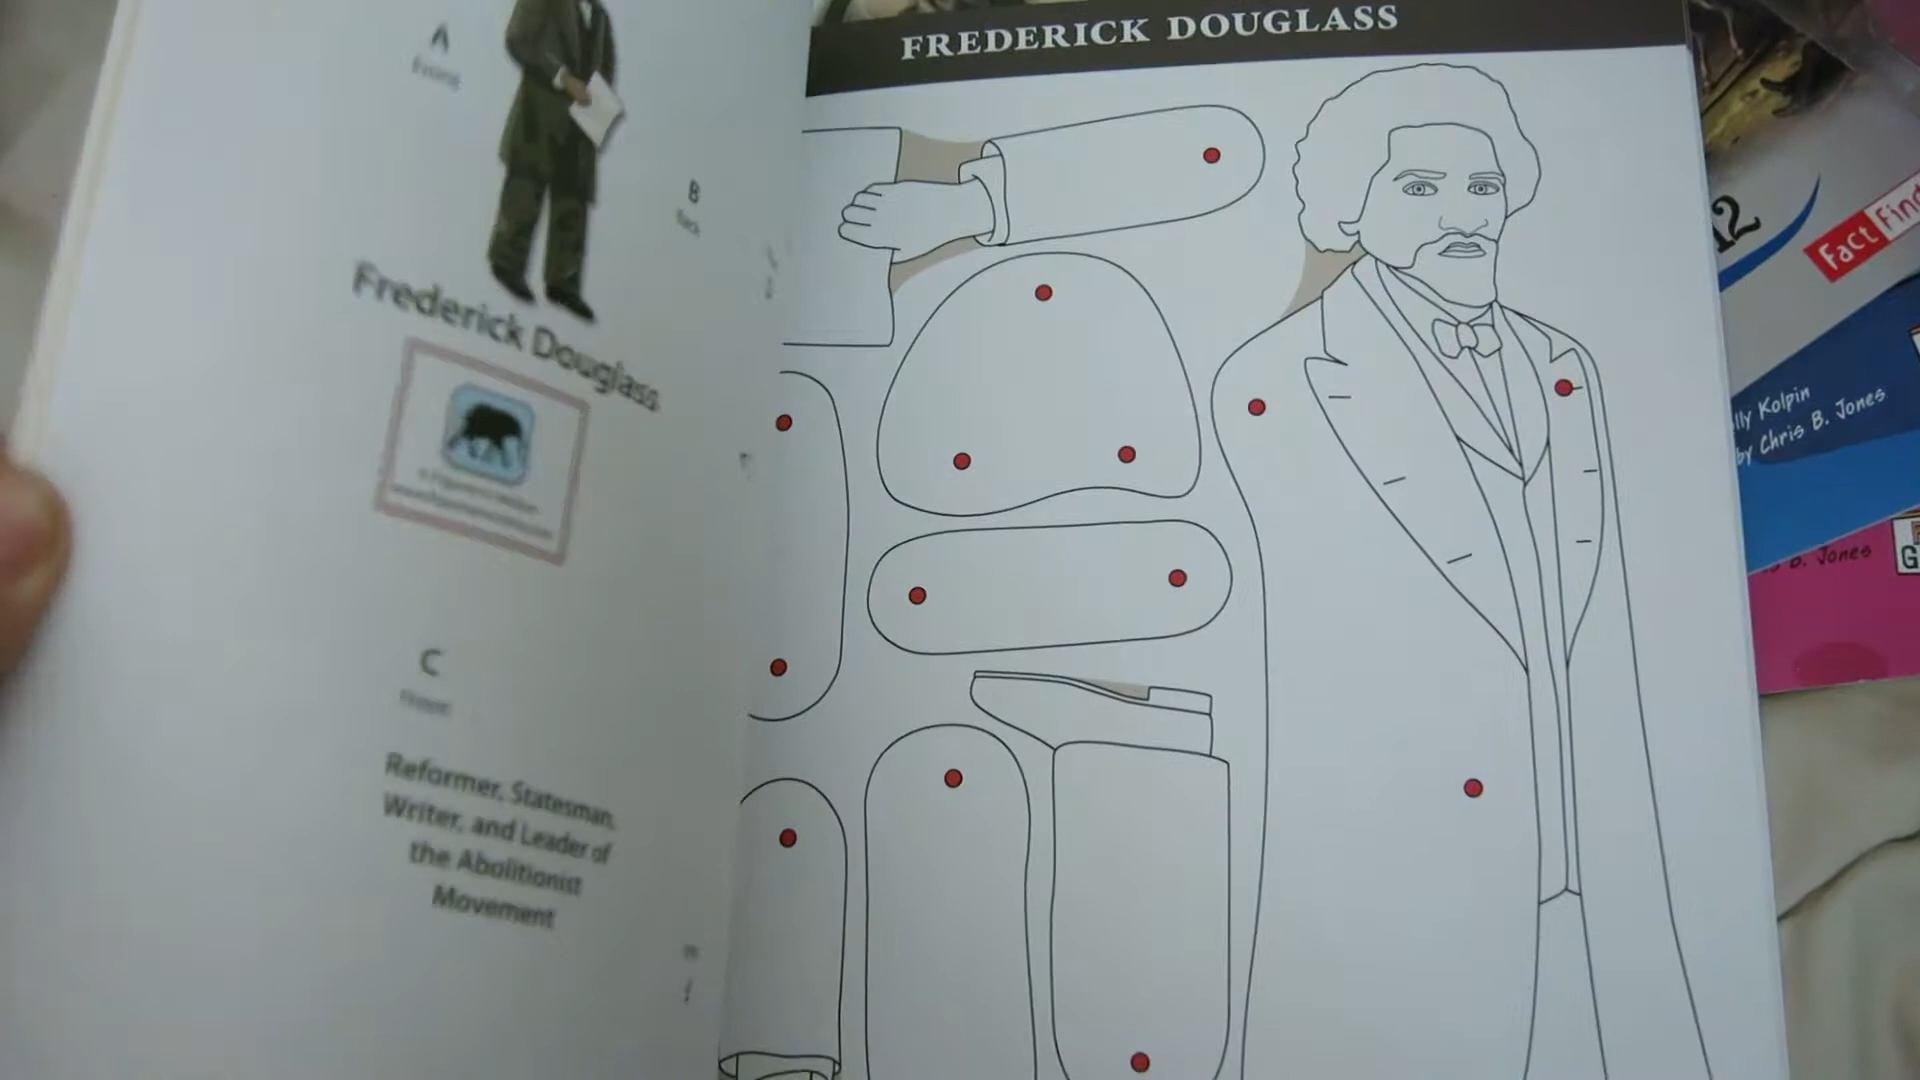 A
B
Frederick Douglass
C
Reformer, Statesman,
Writer, and Leader of
the Abolitionist
Movement
FREDERICK DOUGLASS
12
Fact Find
lly Kolpin
by Chris B. Jones
B. Jones
G